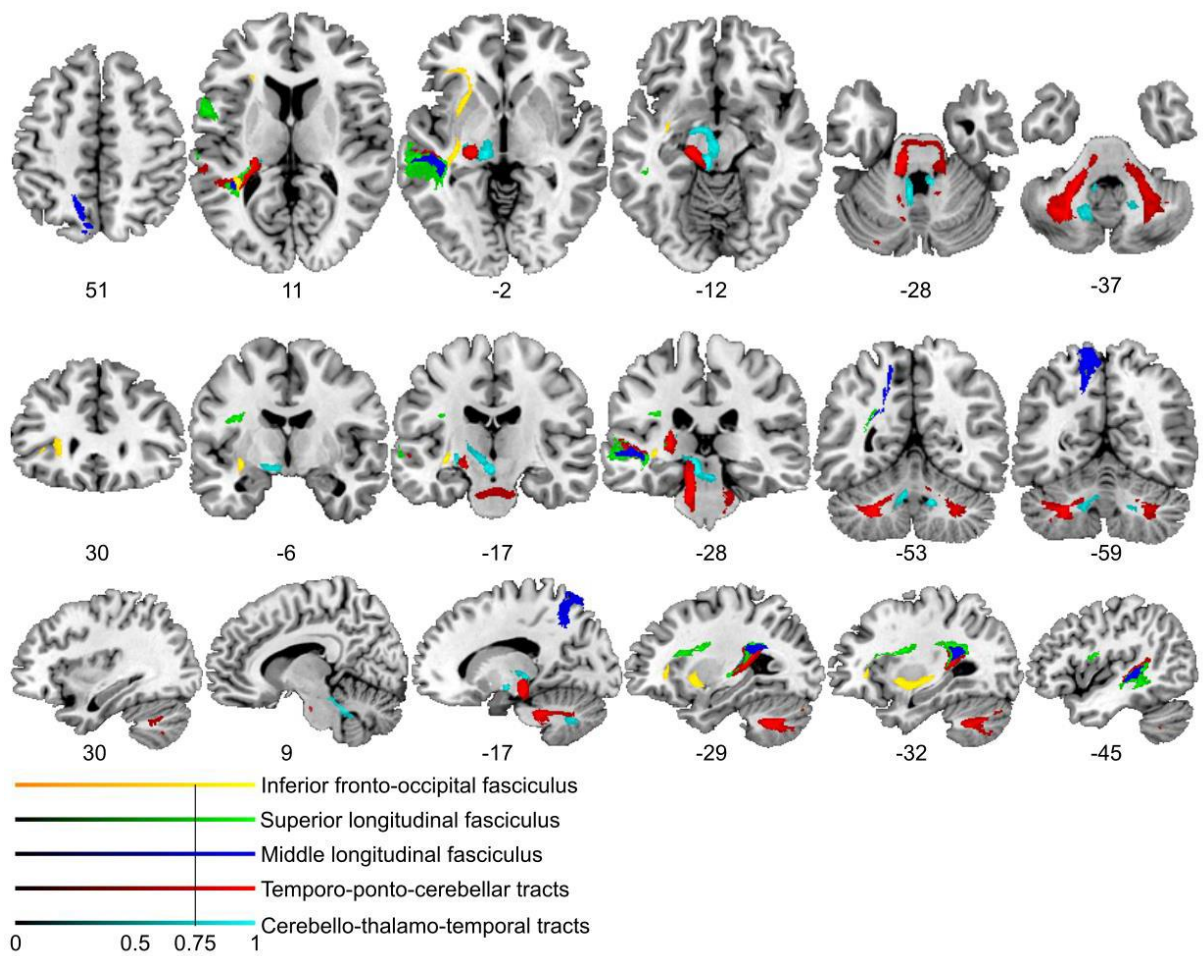 51 11 -2 -12 -28 -37
30 -6 -17 -28 -53 -59
30 9 -17 -29 -32 -45
Inferior fronto-occipital fasciculus
Superior longitudinal fasciculus
Middle longitudinal fasciculus
Temporo-ponto-cerebellar tracts
Cerebello-thalamo-temporal tracts
0 0.5 0.75 1